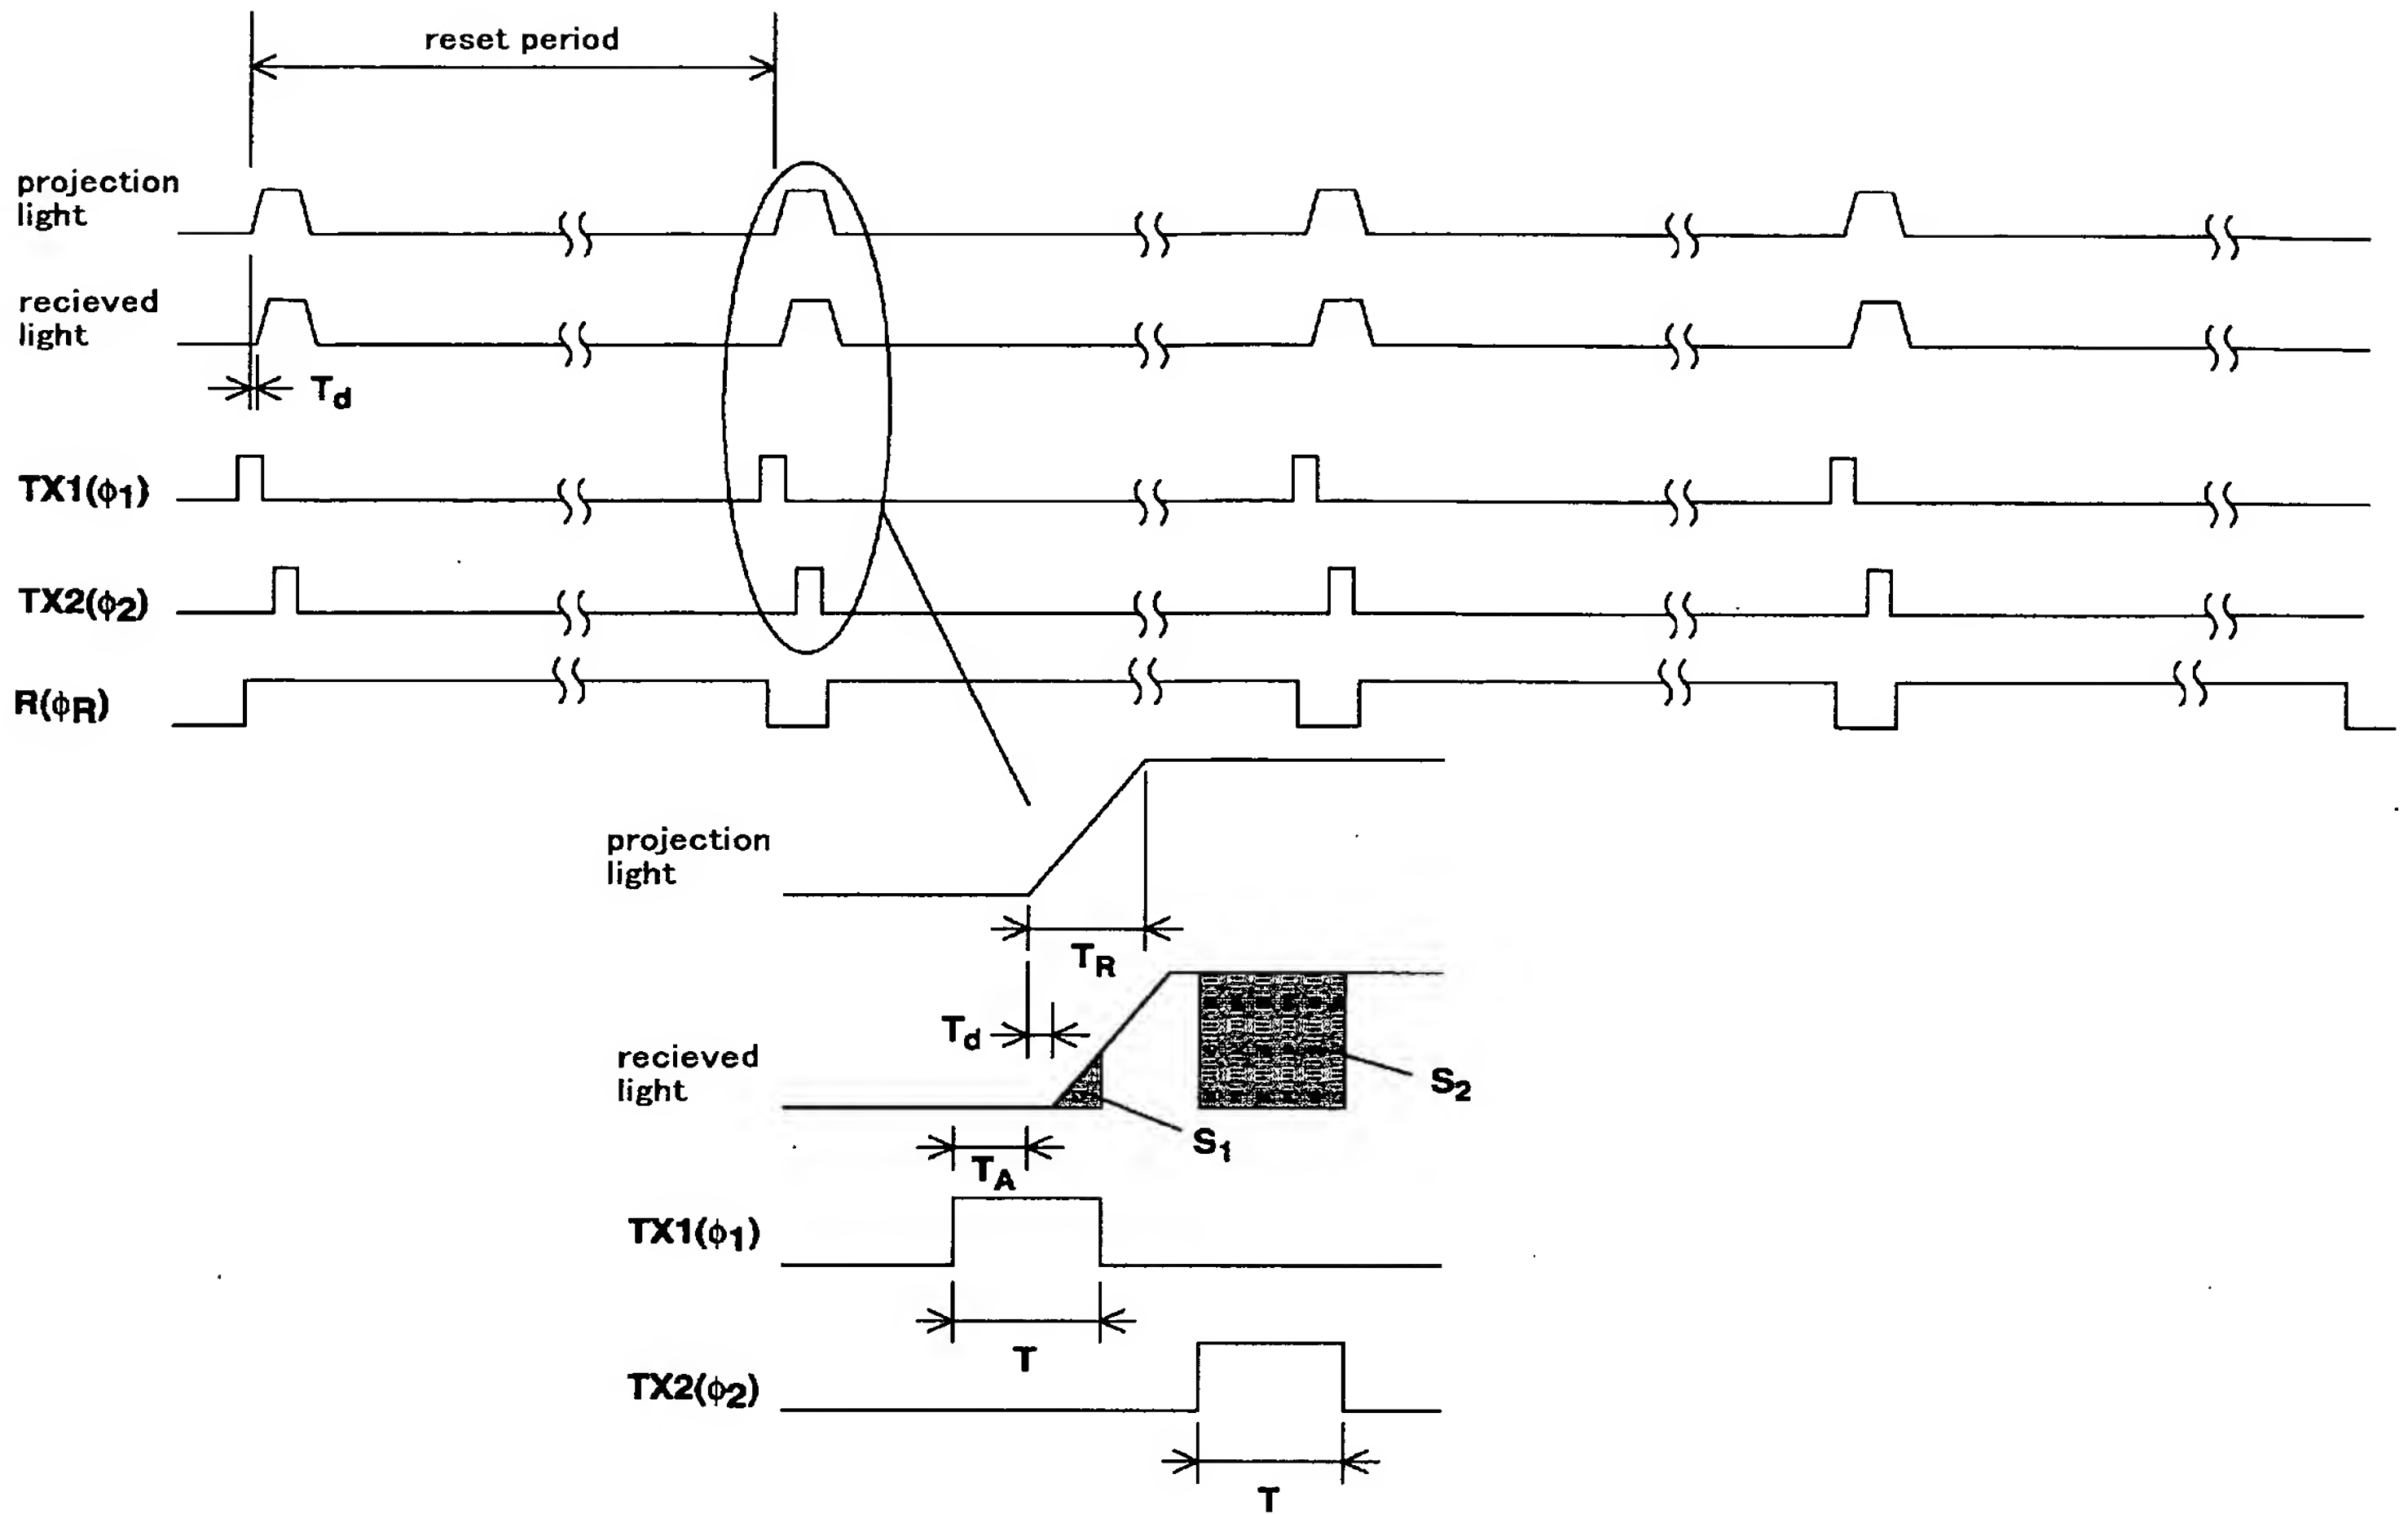 reset period
projection
light
recieved
light
Td
TX1(ϕ1)
TX2(ϕ2)
R(ϕR)
projection
light
TR
Td
recieved
light
S2
S1
TA
TX1(ϕ1)
T
TX2(ϕ2)
T